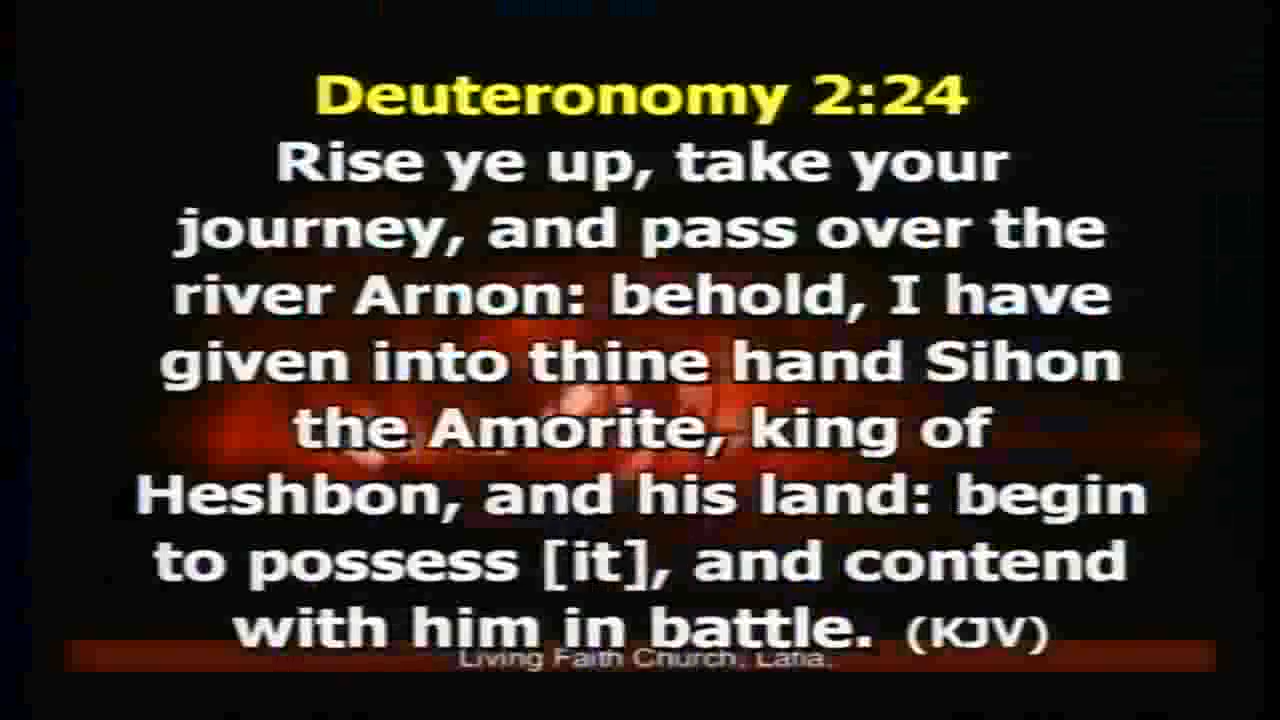 Deuteronomy 2:24
Rise ye up, take your
journey, and pass over the
river Arnon: behold, I have
given into thine hand Sihon
the Amorite, king of
Heshbon, and his land: begin
to possess [it], and contend
with him in battle. (KJV)
Living Faith Church,